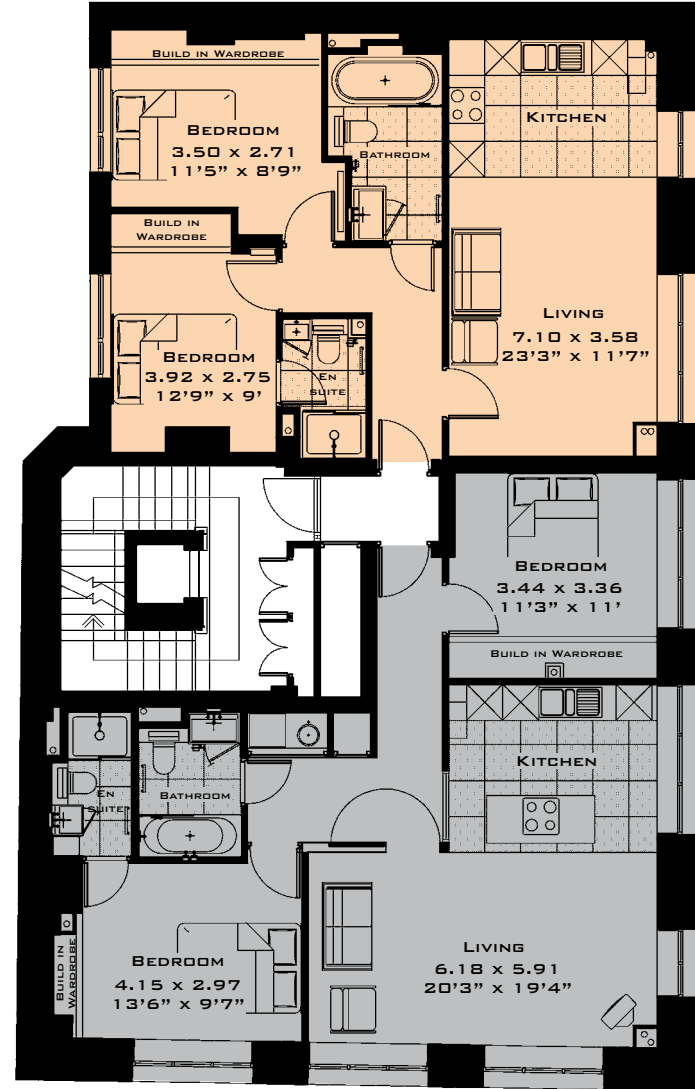 BUILD IN WARDROBE
BEDROOM
3.50 x 2.71
11’5” x 8’9”
BATHROOM
KITCHEN
BUILD IN
WARDROBE
BEDROOM
3.92 x 2.75
12’9” x 9’
EN
SUITE
LIVING
7.10 x 3.58
23’3” x 11’7”
BEDROOM
3.44 x 3.36
11’3” x 11’
BUILD IN WARDROBE
KITCHEN
EN
SUITE
BATHROOM
BUILD IN
WARDROBE
BEDROOM
4.15 x 2.97
13’6” x 9’7”
LIVING
6.18 x 5.91
20’3” x 19’4”